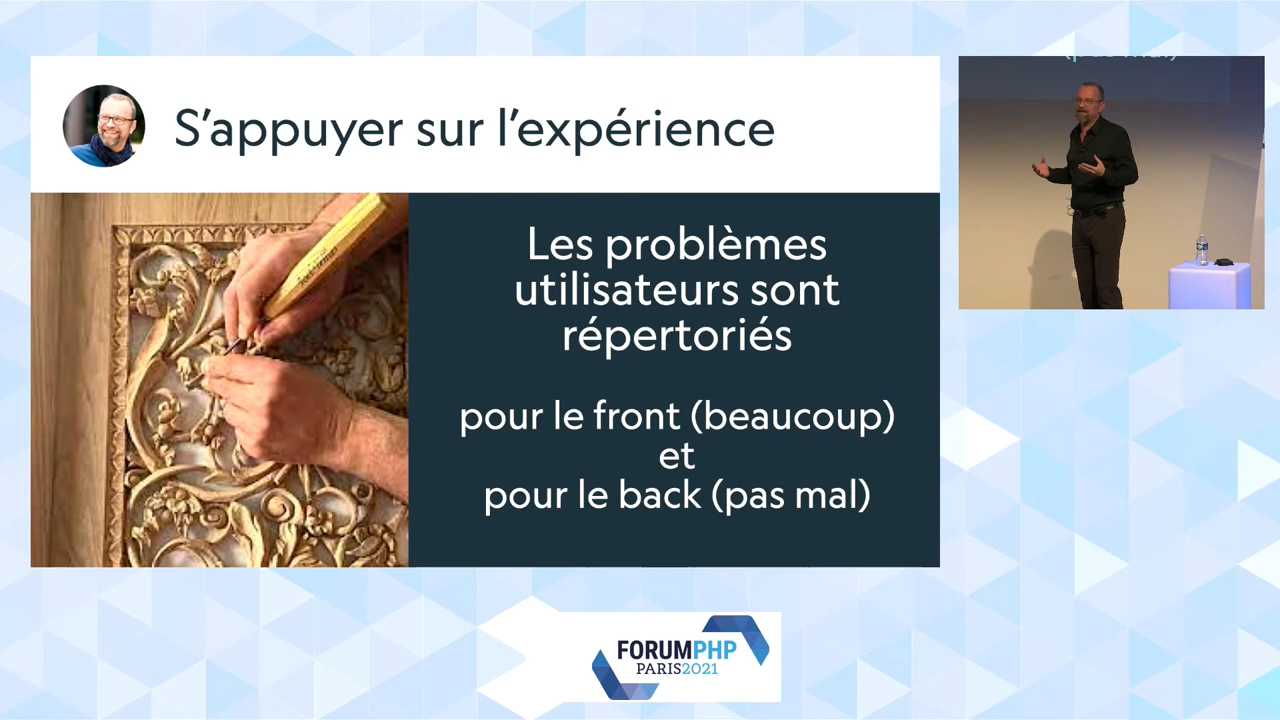 S'appuyer sur l'expérience
Les problèmes
utilisateurs sont
répertoriés
pour le front (beaucoup)
et
pour le back (pas mal)
FORUMPHP
PARIS2021